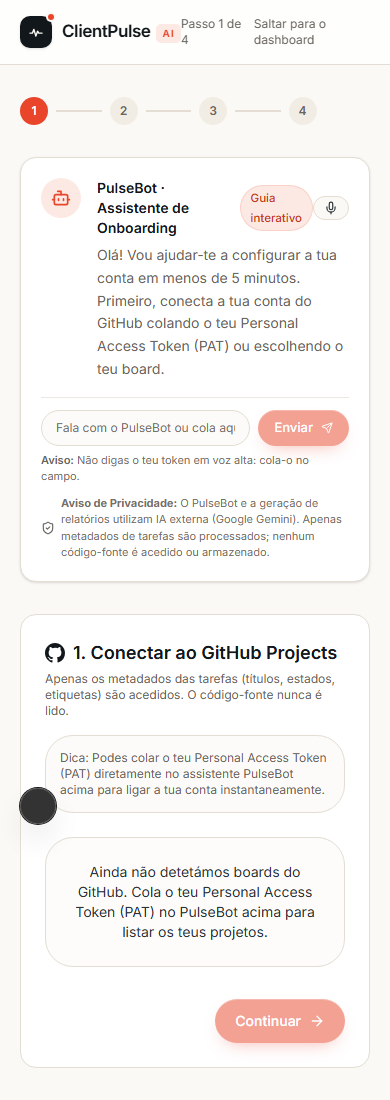 ClientPulse AI
Passo 1 de
4
Saltar para o
dashboard
1 2 3 4
PulseBot ·
Assistente de
Onboarding
Guia
interativo
Olá! Vou ajudar-te a configurar a tua
conta em menos de 5 minutos.
Primeiro, conecta a tua conta do
GitHub colando o teu Personal
Access Token (PAT) ou escolhendo o
teu board.
Fala com o PulseBot ou cola aqu
Enviar
Aviso: Não digas o teu token em voz alta: cola-o no
campo.
Aviso de Privacidade: O PulseBot e a geração de
relatórios utilizam IA externa (Google Gemini). Apenas
metadados de tarefas são processados; nenhum
código-fonte é acedido ou armazenado.
1. Conectar ao GitHub Projects
Apenas os metadados das tarefas (títulos, estados,
etiquetas) são acedidos. O código-fonte nunca é
lido.
Dica: Podes colar o teu Personal Access Token
(PAT) diretamente no assistente PulseBot
acima para ligar a tua conta instantaneamente.
Ainda não detetámos boards do
GitHub. Cola o teu Personal Access
Token (PAT) no PulseBot acima para
listar os teus projetos.
Continuar